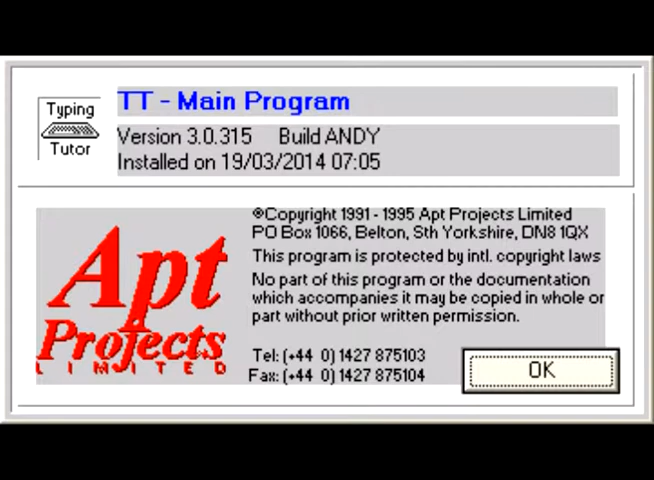 Typing
Tutor
TT - Main Program
Version 3.0.315 Build ANDY
Installed on 19/03/2014 07:05
Apt
Projects
LIMITED
©Copyright 1991 - 1995 Apt Projects Limited
PO Box 1066, Belton, Sth Yorkshire, DN8 1QX
This program is protected by intl. copyright laws
No part of this program or the documentation
which accompanies it may be copied in whole or
part without prior written permission.
Tel: (+44 0) 1427 875103
Fax: (+44 0) 1427 875104
OK